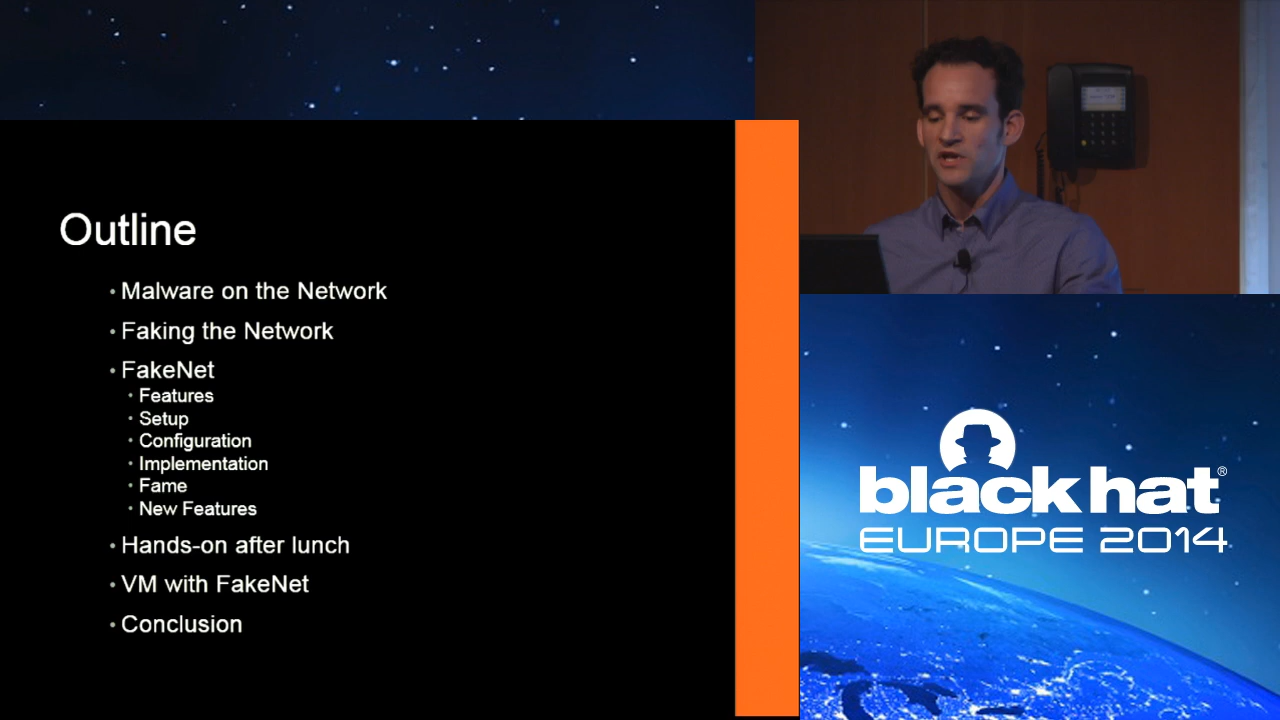 Outline
• Malware on the Network
• Faking the Network
• FakeNet
• Features
• Setup
• Configuration
• Implementation
• Fame
• New Features
• Hands-on after lunch
• VM with FakeNet
• Conclusion
black hat®
EUROPE 2014